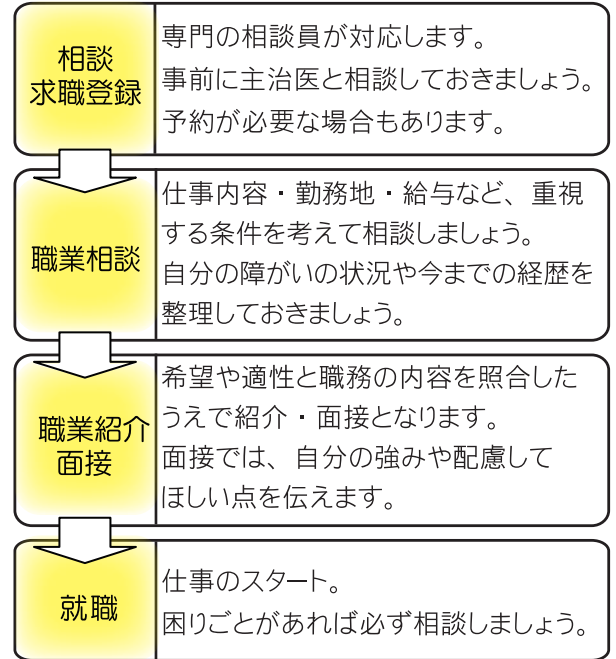 相談
求職登録
専門の相談員が対応します。
事前に主治医と相談しておきましょう。
予約が必要な場合もあります。
職業相談
仕事内容・勤務地・給与など、重視
する条件を考えて相談しましょう。
自分の障がいの状況や今までの経歴を
整理しておきましょう。
職業紹介
面接
希望や適性と職務の内容を照合した
うえで紹介・面接となります。
面接では、自分の強みや配慮して
ほしい点を伝えます。
就職
仕事のスタート。
困りごとがあれば必ず相談しましょう。